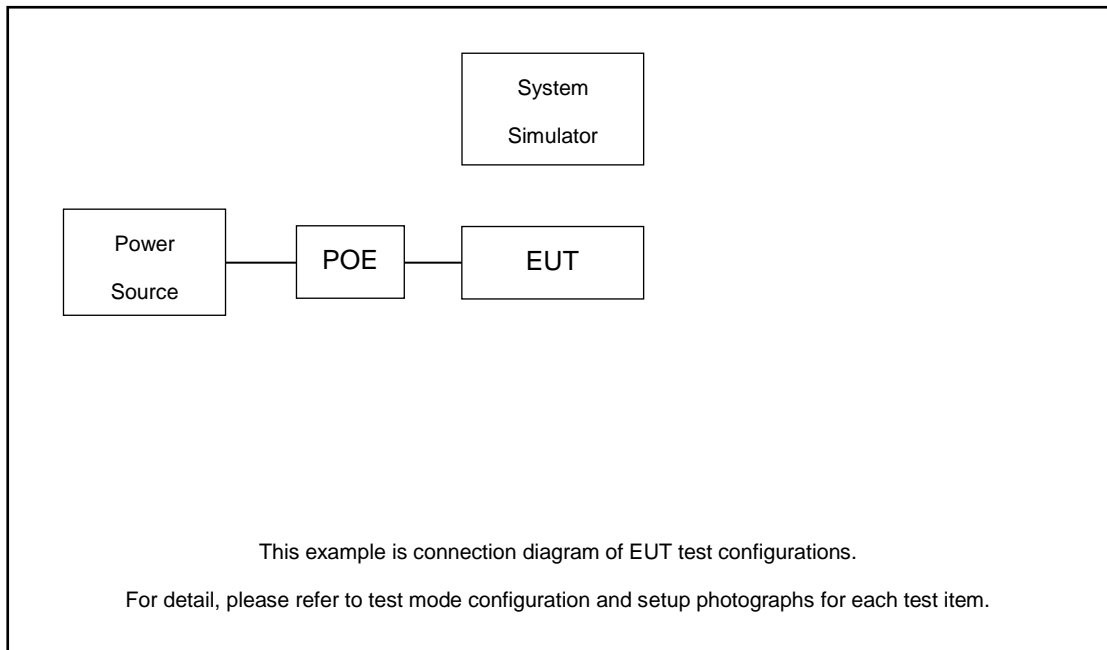 System
Simulator
Power
Source
POE
EUT
This example is connection diagram of EUT test configurations.
For detail, please refer to test mode configuration and setup photographs for each test item.